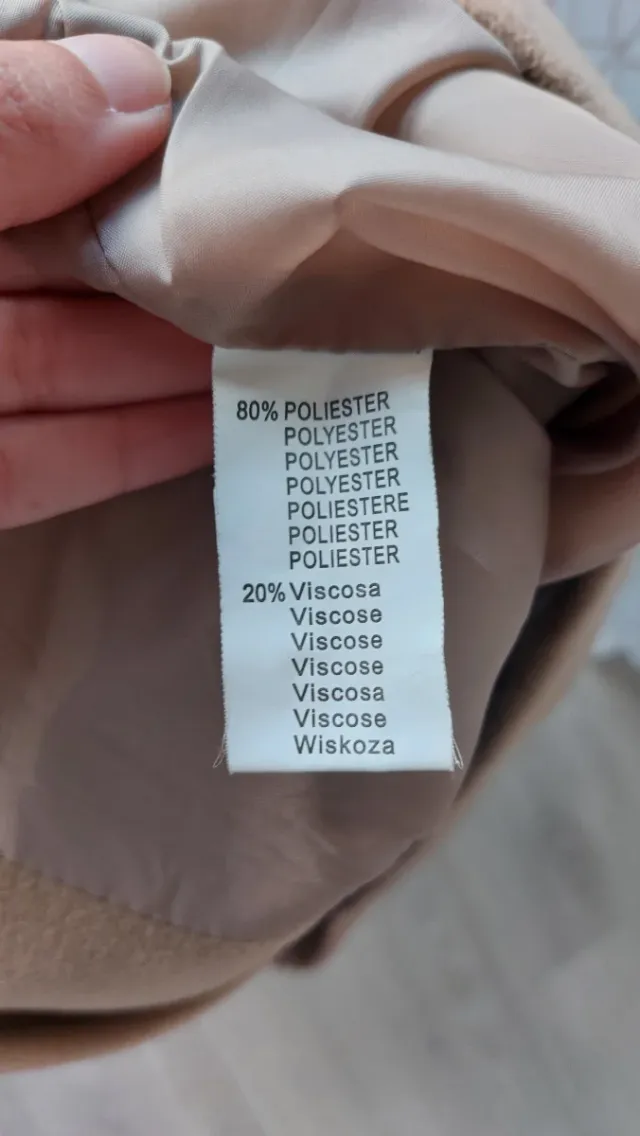 80% POLIESTER
POLYESTER
POLYESTER
POLYESTER
POLIESTERE
POLIESTER
POLIESTER
20% Viscosa
Viscose
Viscose
Viscose
Viscosa
Viscose
Wiskoza